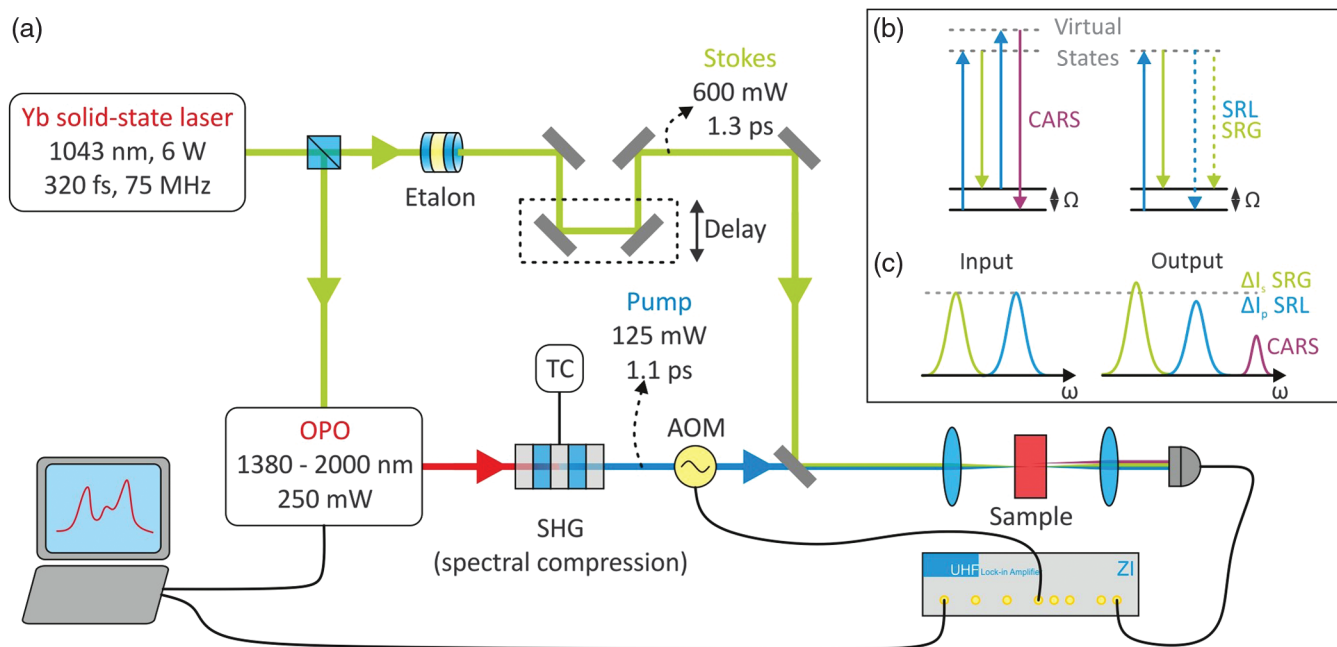 (a)
Yb solid-state laser
1043 nm, 6 W
320 fs, 75 MHz
Etalon
Stokes
600 mW
1.3 ps
Delay
Pump
125 mW
1.1 ps
TC
AOM
OPO
1380 - 2000 nm
250 mW
SHG
(spectral compression)
Sample
UHF Lock-in Amplifier ZI
(b)
Virtual
States
CARS
SRL
SRG
Ω
Ω
(c)
Input
Output
ΔIs SRG
ΔIp SRL
CARS
ω
ω